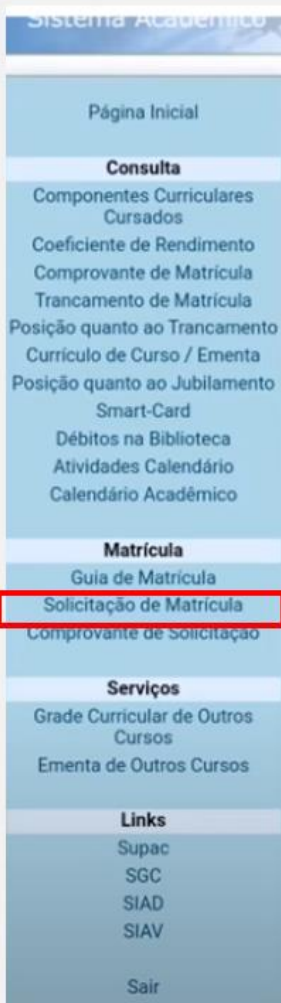 Sistema Acadêmico
Página Inicial
Consulta
Componentes Curriculares
Cursados
Coeficiente de Rendimento
Comprovante de Matrícula
Trancamento de Matrícula
Posição quanto ao Trancamento
Currículo de Curso / Ementa
Posição quanto ao Jubilamento
Smart-Card
Débitos na Biblioteca
Atividades Calendário
Calendário Acadêmico
Matrícula
Guia de Matrícula
Solicitação de Matrícula
Comprovante de Solicitação
Serviços
Grade Curricular de Outros
Cursos
Ementa de Outros Cursos
Links
Supac
SGC
SIAD
SIAV
Sair